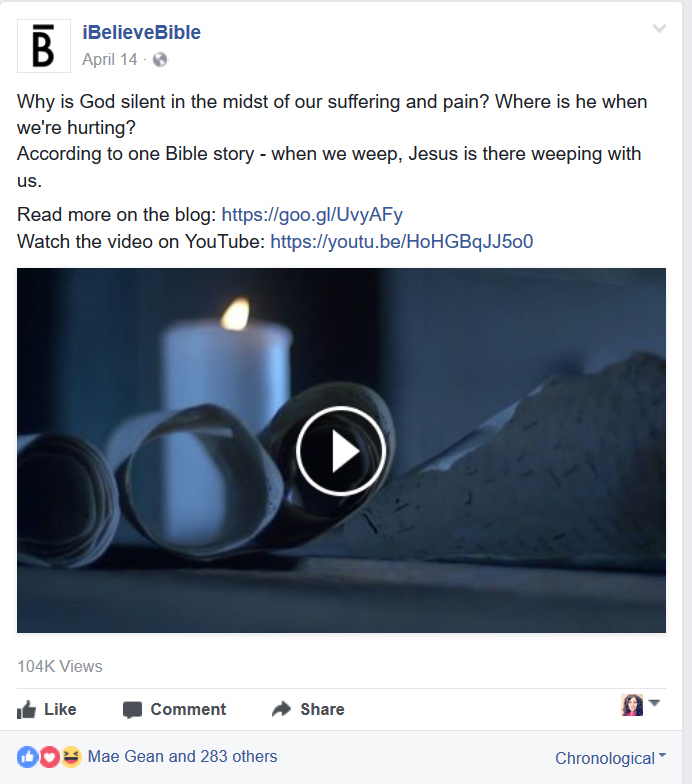 B
iBelieveBible
April 14 ·
Why is God silent in the midst of our suffering and pain? Where is he when
we're hurting?
According to one Bible story - when we weep, Jesus is there weeping with
us.
Read more on the blog: https://goo.gl/UvyAFy
Watch the video on YouTube: https://youtu.be/HoHGBqJJ5o0
104K Views
Like Comment Share
Mae Gean and 283 others
Chronological